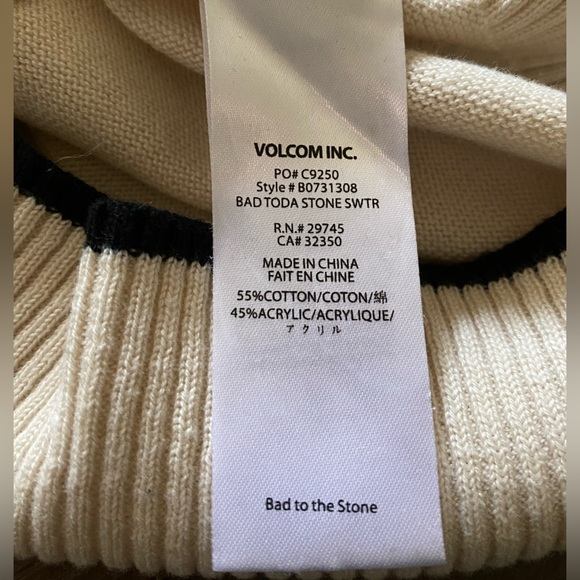 VOLCOM INC.
PO# C9250
Style # B0731308
BAD TODA STONE SWTR
R.N.# 29745
CA# 32350
MADE IN CHINA
FAIT EN CHINE
55%COTTON/COTON/綿
45%ACRYLIC/ACRYLIQUE/
アクリル
Bad to the Stone